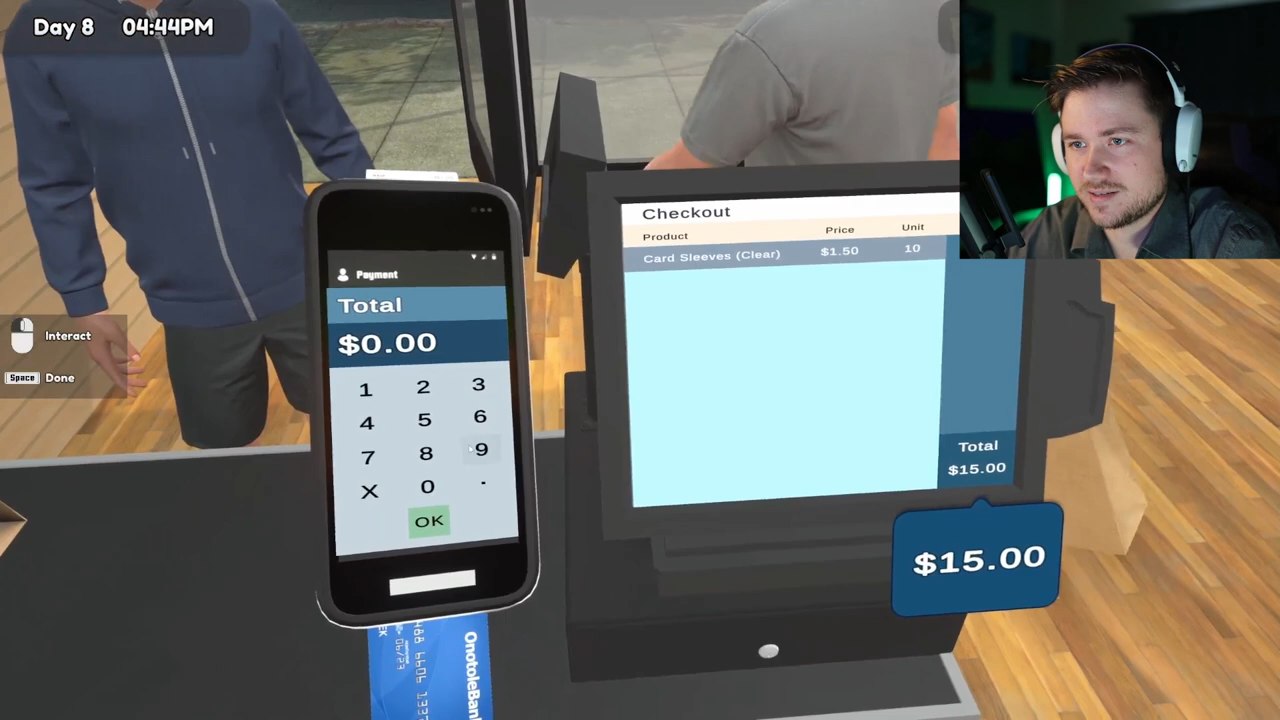 Day 8 04:44PM
Interact
Space Done
Payment
Total
$0.00
1 2 3
4 5 6
7 8 9
X 0 .
OK
OnotoleBank
Checkout
Product Price Unit
Card Sleeves (Clear) $1.50 10
Total
$15.00
$15.00